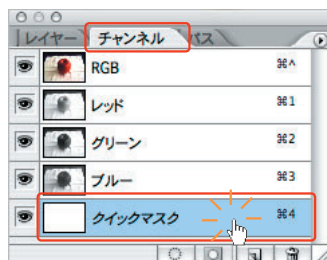 レイヤー チャンネル パス
RGB ⌘^
レッド ⌘1
グリーン ⌘2
ブルー ⌘3
クイックマスク ⌘4